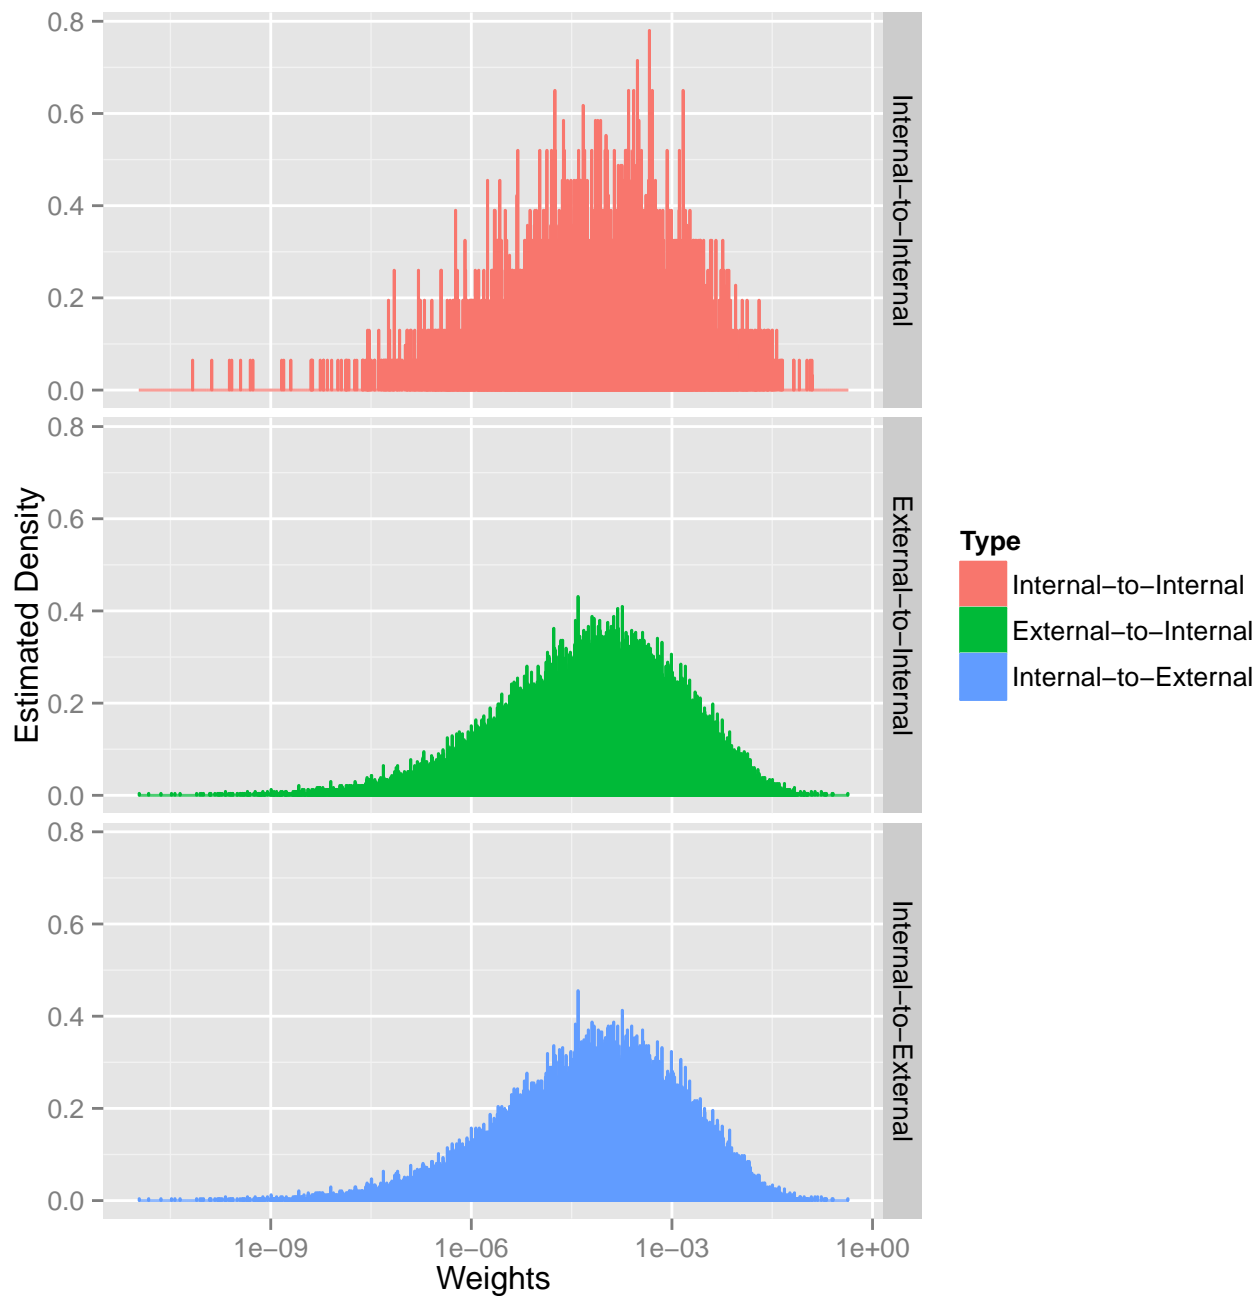 0.8
0.6
0.4
0.2
0.0
Internal−to−Internal
0.8
0.6
0.4
0.2
0.0
External−to−Internal
0.8
0.6
0.4
0.2
0.0
Internal−to−External
Estimated Density
1e−09
1e−06
1e−03
1e+00
Weights
Type
Internal−to−Internal
External−to−Internal
Internal−to−External